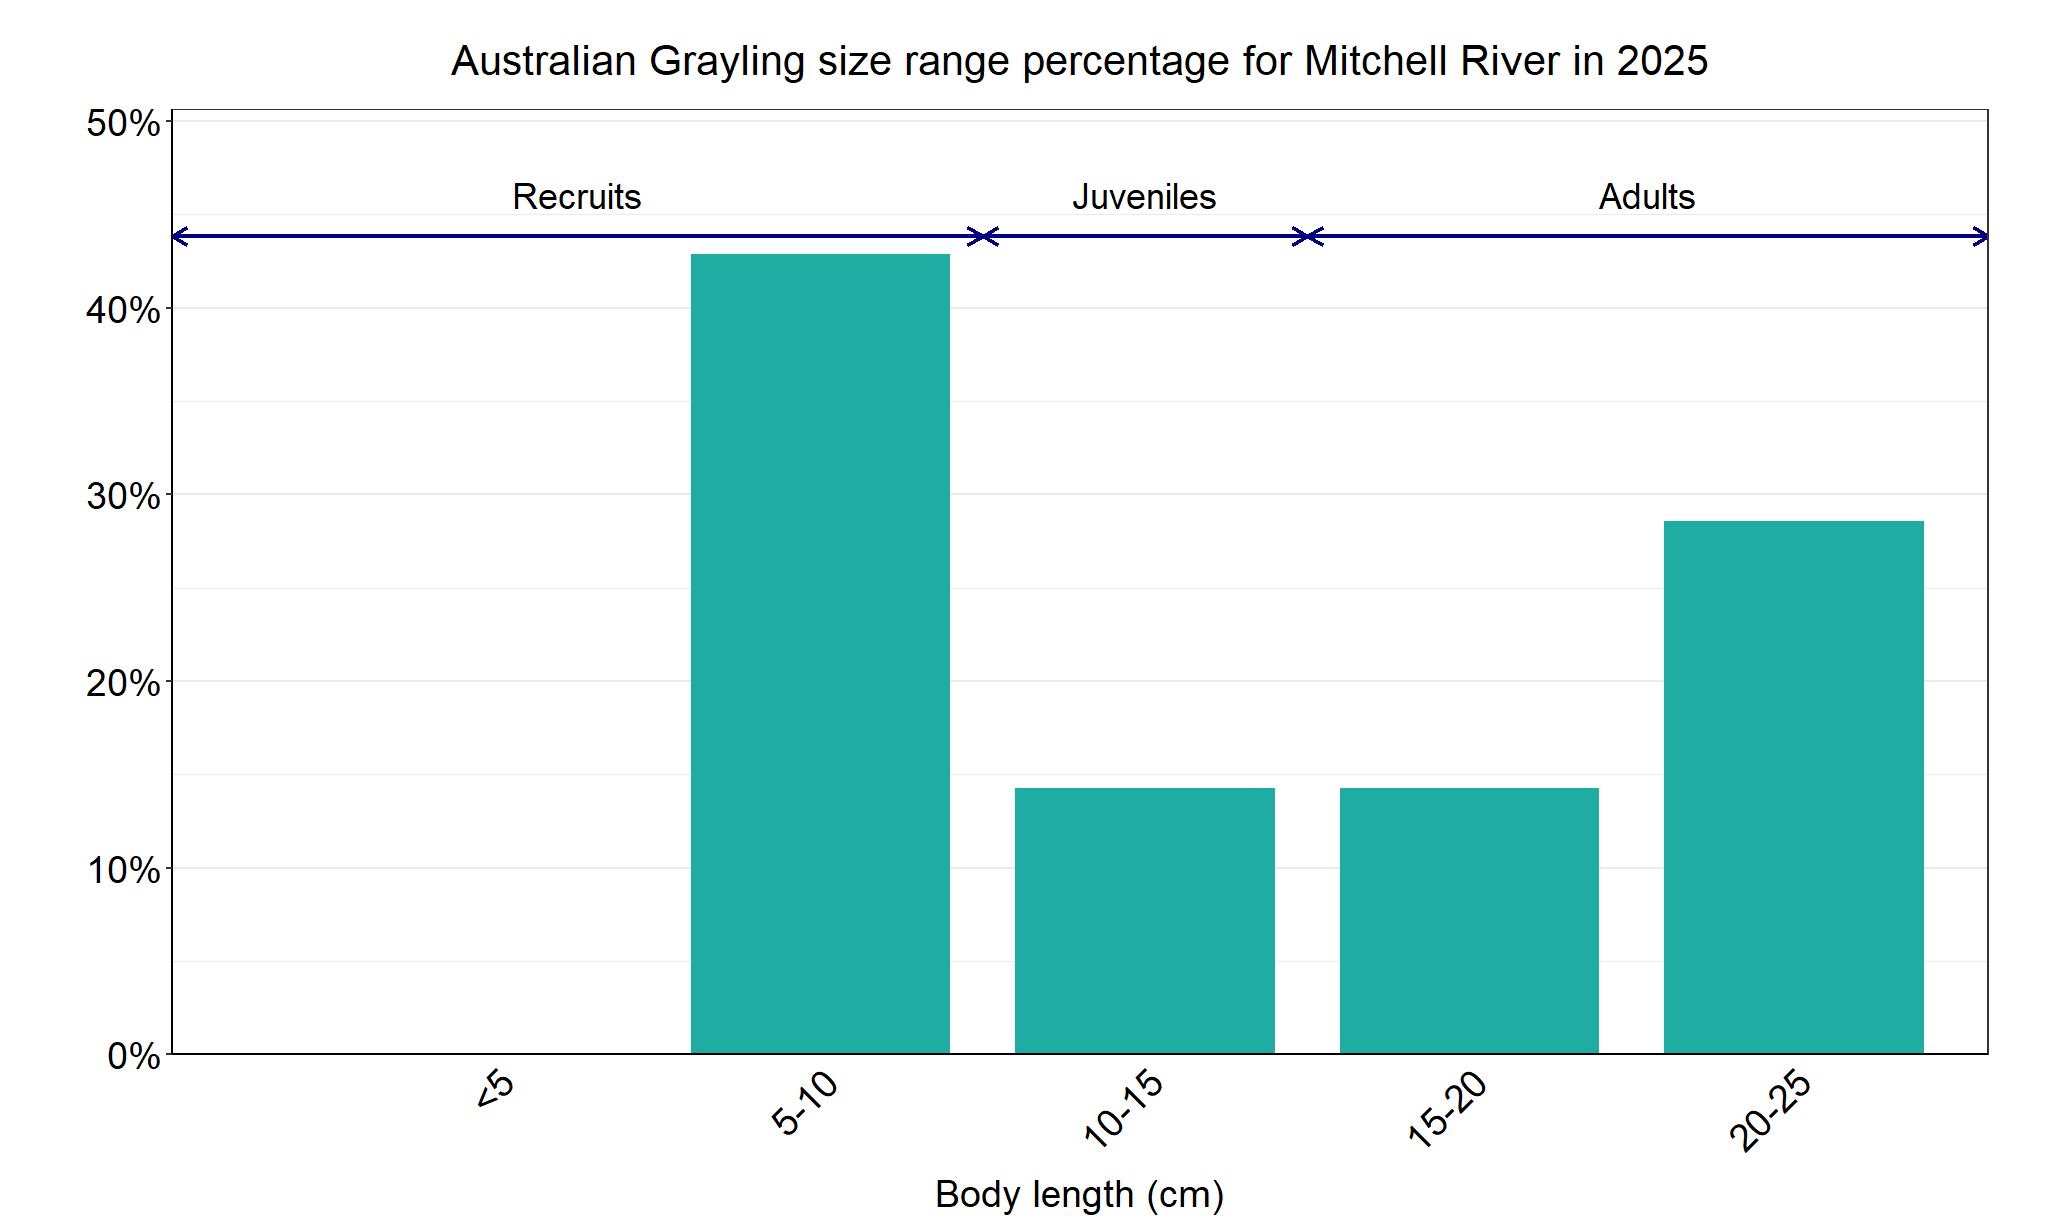 Australian Grayling size range percentage for Mitchell River in 2025
50%
Recruits Juveniles Adults
40%
30%
20%
10%
0%
<5 5-10 10-15 15-20 20-25
Body length (cm)